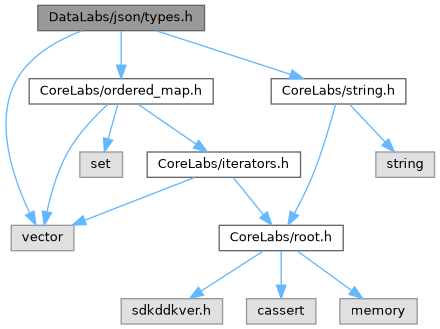 DataLabs/json/types.h
CoreLabs/ordered_map.h
CoreLabs/string.h
set
CoreLabs/iterators.h
string
vector
CoreLabs/root.h
sdkddkver.h
cassert
memory